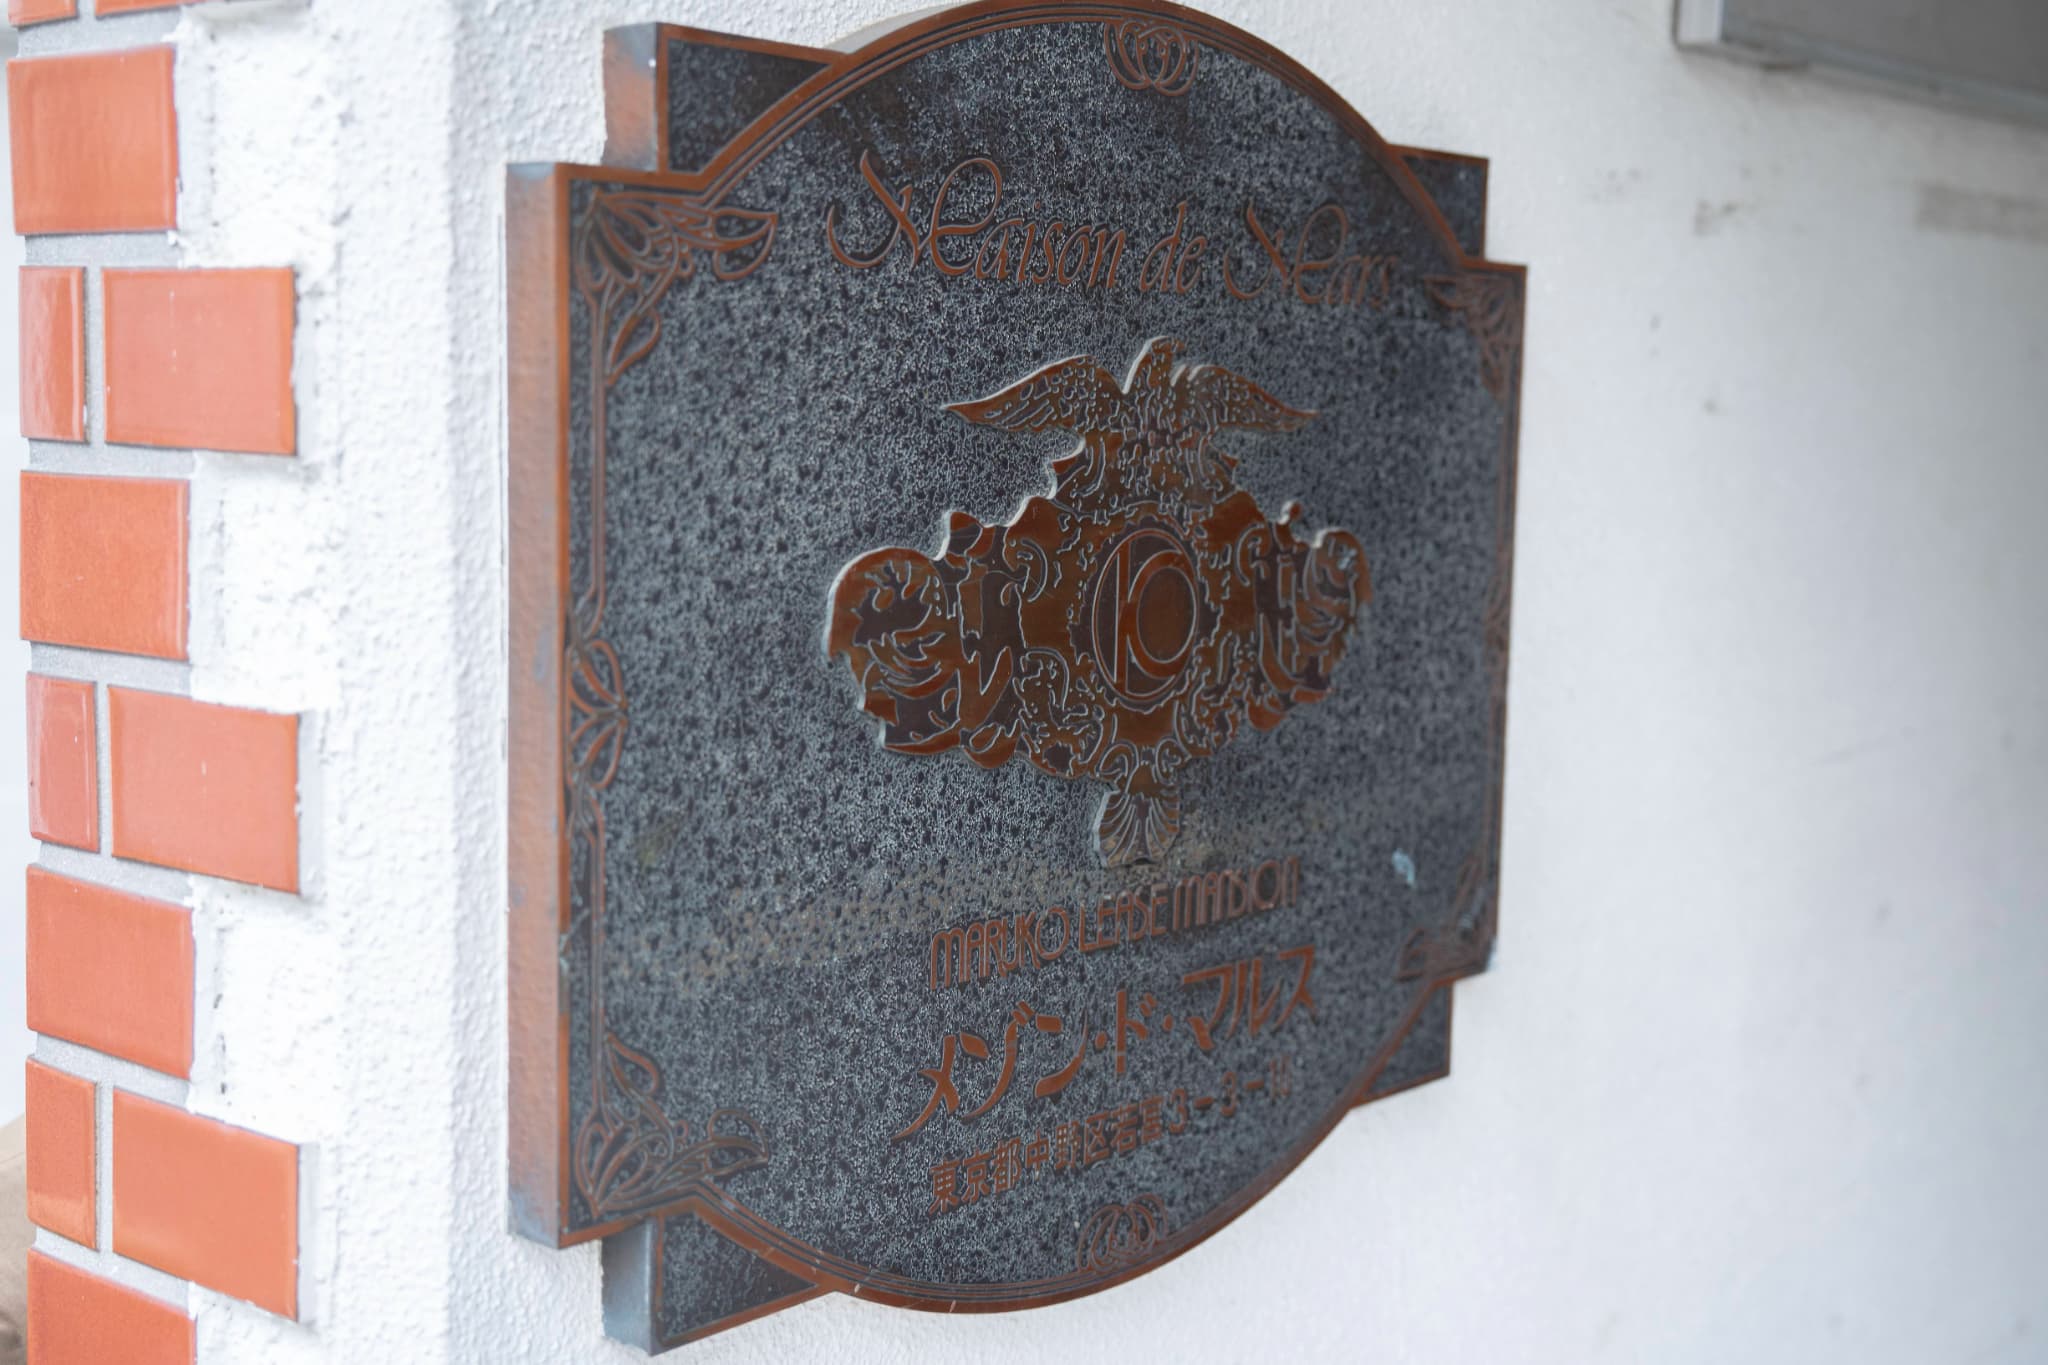 Maison de Mars
MARUKO LEASE MANSION
メゾン・ド・マルス
東京都中野区若宮3-3-